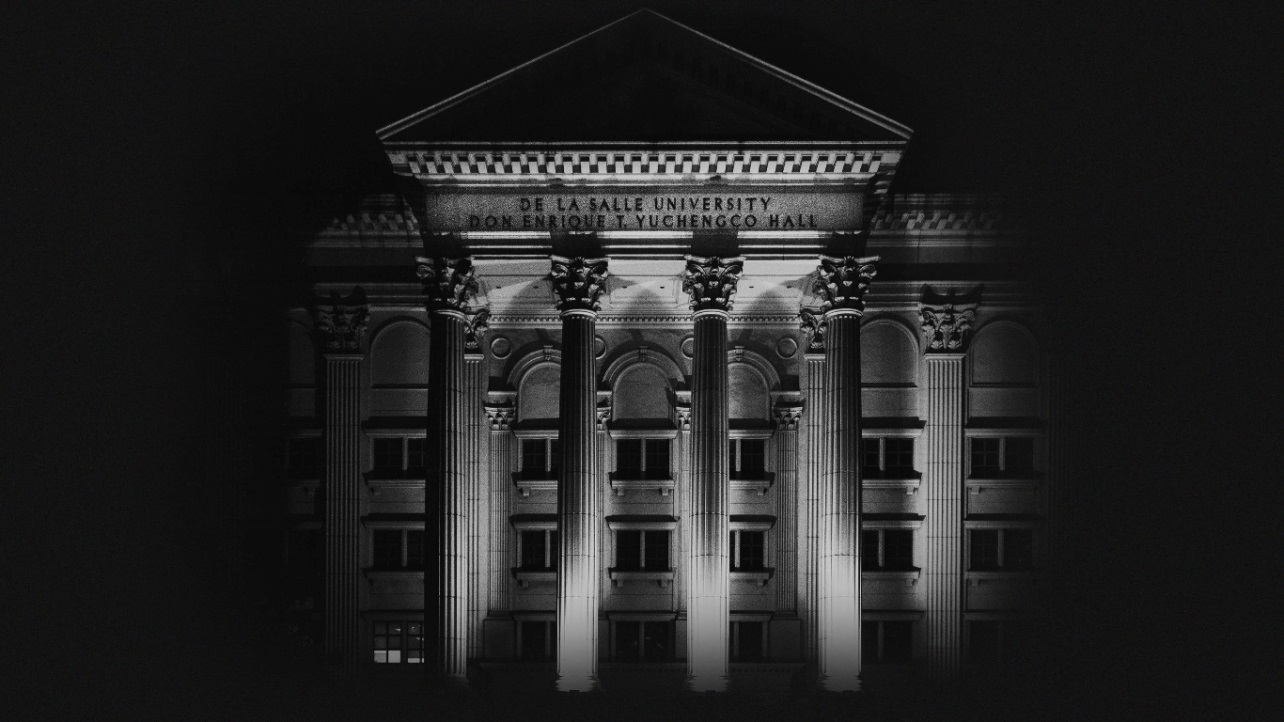 DE LA SALLE UNIVERSITY
DON ENRIQUE T. YUCHENGCO HALL